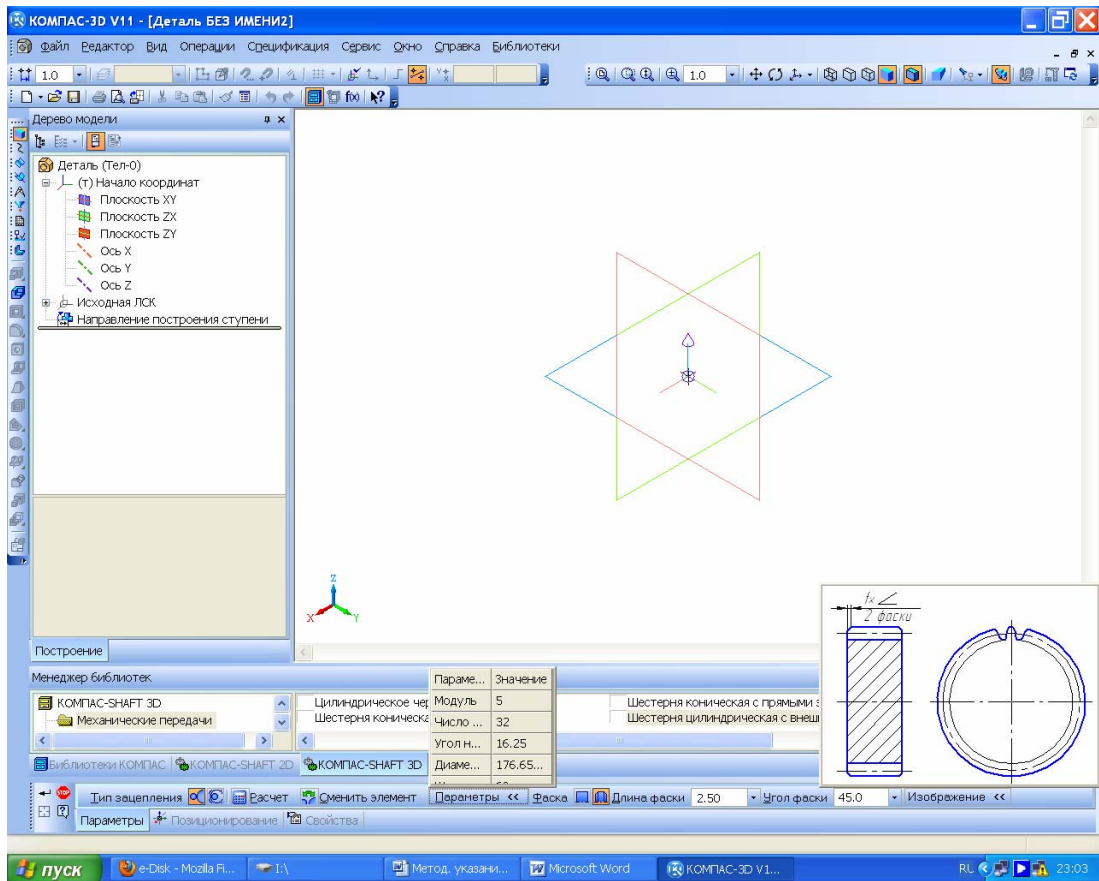 КОМПАС-3D V11 - [Деталь БЕЗ ИМЕНИ2]
Файл Редактор Вид Операции Спецификация Сервис Окно Справка Библиотеки
1.0 1.0
f(x)
Дерево модели
Деталь (Тел-0)
(т) Начало координат
Плоскость XY
Плоскость ZX
Плоскость ZY
Ось X
Ось Y
Ось Z
Исходная ЛСК
Направление построения ступени
Z
X Y
fx
2 фаски
Построение
Менеджер библиотек
КОМПАС-SHAFT 3D
Механические передачи
Цилиндрическое чер
Шестерня коническа
Шестерня коническая с прямыми з
Шестерня цилиндрическая с внеш
Параме... Значение
Модуль 5
Число ... 32
Угол н... 16.25
Диаме... 176.65...
Библиотеки КОМПАС КОМПАС-SHAFT 2D КОМПАС-SHAFT 3D
Тип зацепления Расчет Сменить элемент Параметры << Фаска Длина фаски 2.50 Угол фаски 45.0 Изображение <<
Параметры Позиционирование Свойства
пуск e-Disk - Mozilla Fi... I:\ Метод. указани... Microsoft Word КОМПАС-3D V1... RL 23:03